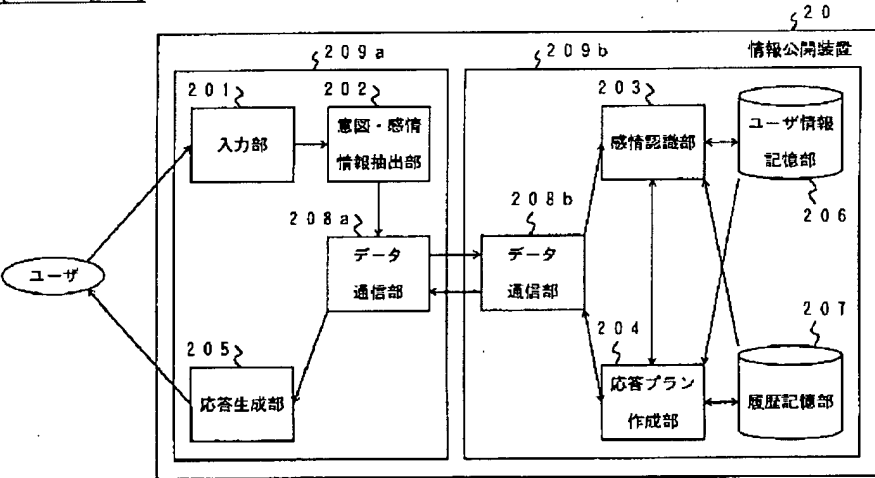 20
情報公開装置
209a
209b
201
入力部
202
意図・感情
情報抽出部
203
感情認識部
ユーザ情報
記憶部
206
208a
データ
通信部
208b
データ
通信部
ユーザ
205
応答生成部
204
応答プラン
作成部
207
履歴記憶部